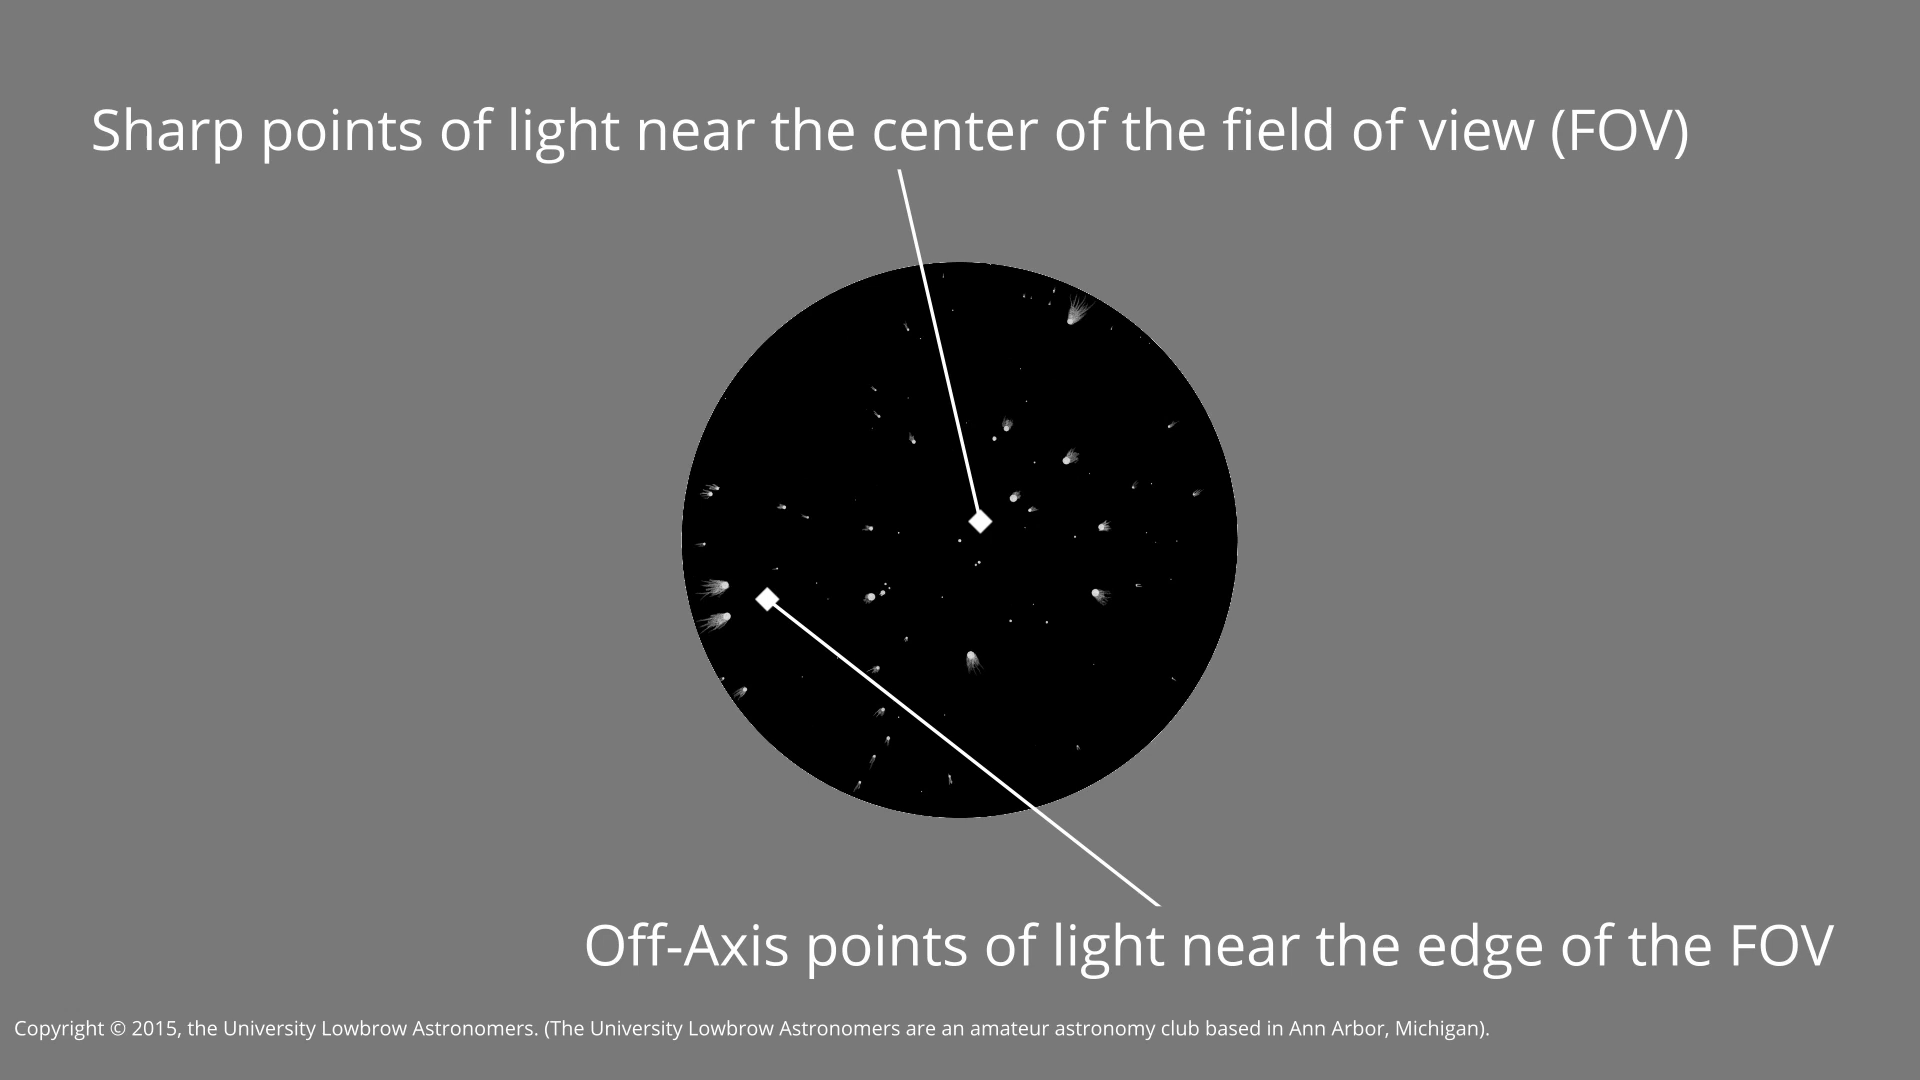 Sharp points of light near the center of the field of view (FOV)
Off-Axis points of light near the edge of the FOV
Copyright © 2015, the University Lowbrow Astronomers. (The University Lowbrow Astronomers are an amateur astronomy club based in Ann Arbor, Michigan).